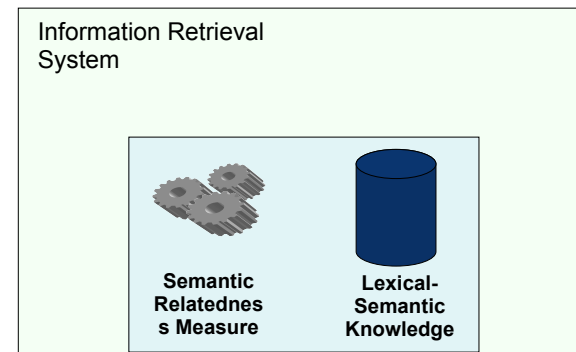 Information Retrieval
System
Semantic
Relatednes
s Measure
Lexical-
Semantic
Knowledge